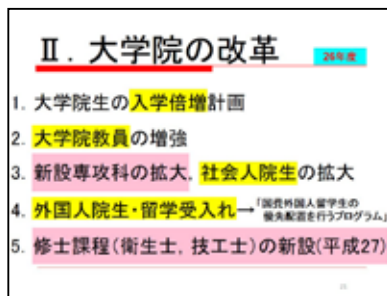 Ⅱ．大学院の改革
26年度
1. 大学院生の入学倍増計画
2. 大学院教員の増強
3. 新設専攻科の拡大, 社会人院生の拡大
4. 外国人院生・留学受入れ→「国費外国人留学生の
優先配置を行うプログラム」
5. 修士課程(衛生士, 技工士)の新設(平成27)